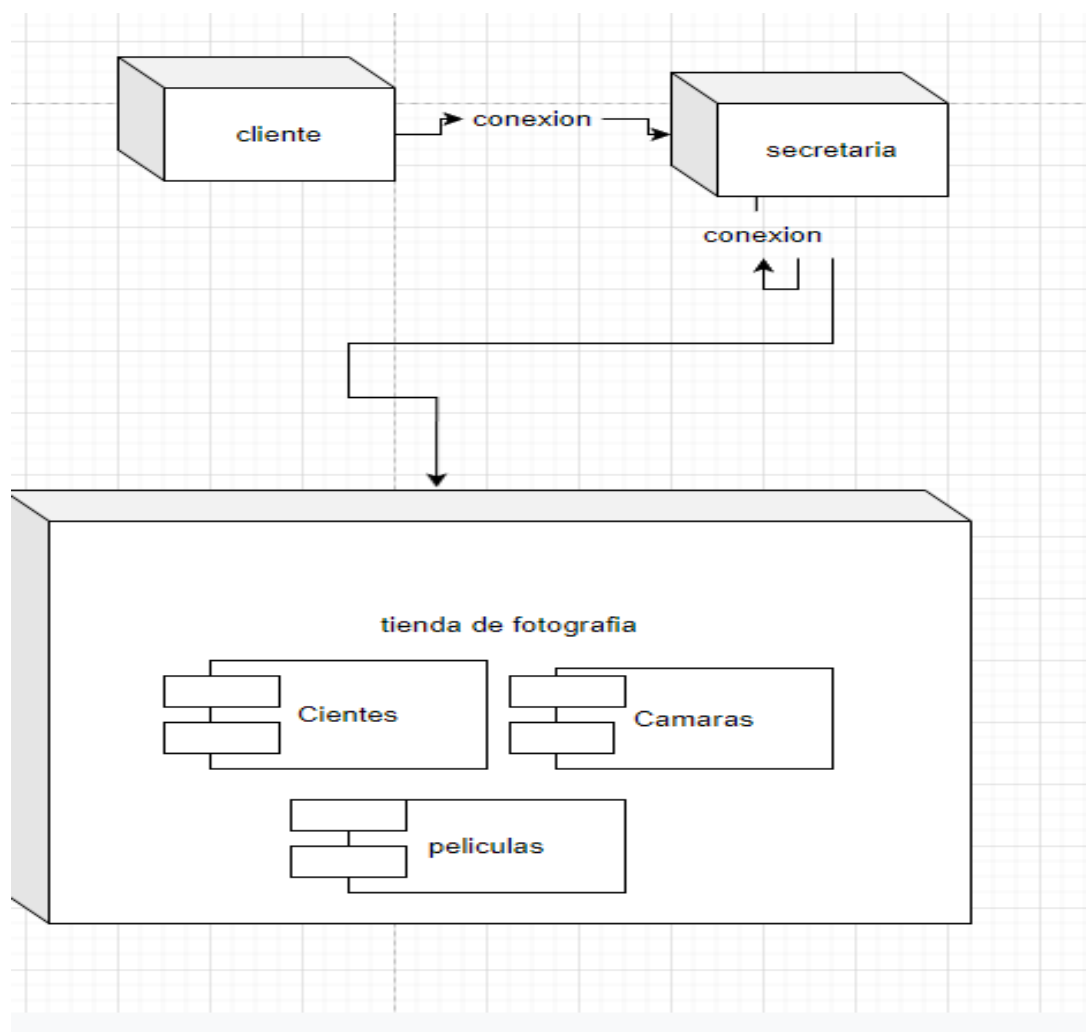 cliente
conexion
secretaria
conexion
tienda de fotografia
Cientes
Camaras
peliculas